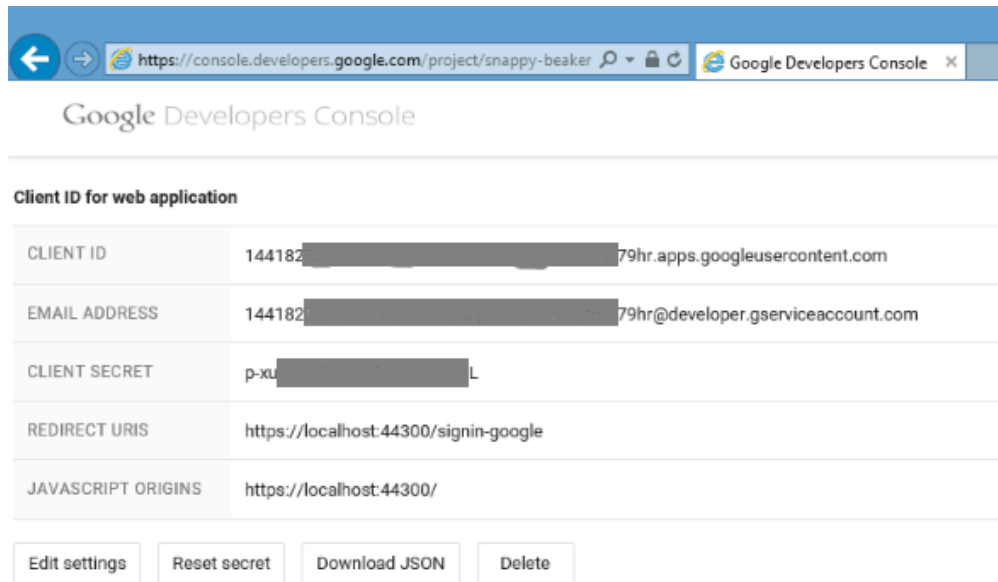 https://console.developers.google.com/project/snappy-beaker
Google Developers Console
Google Developers Console
Client ID for web application
CLIENT ID 144182 79hr.apps.googleusercontent.com
EMAIL ADDRESS 144182 79hr@developer.gserviceaccount.com
CLIENT SECRET p-xu L
REDIRECT URIS https://localhost:44300/signin-google
JAVASCRIPT ORIGINS https://localhost:44300/
Edit settings Reset secret Download JSON Delete